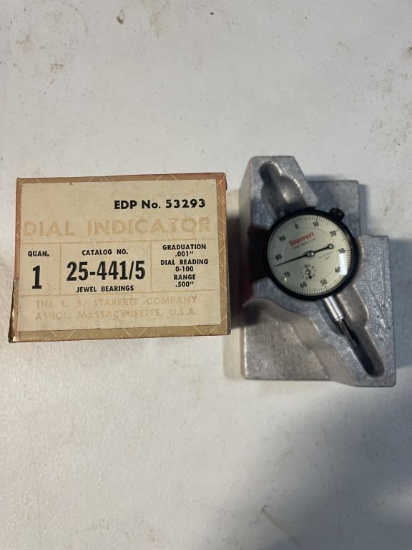 EDP No. 53293
DIAL INDICATOR
QUAN.
1
CATALOG NO.
25-441/5
JEWEL BEARINGS
GRADUATION
.001"
DIAL READING
0-100
RANGE
.500"
THE L. S. STARRETT COMPANY
ATHOL, MASSACHUSETTS, U.S.A.
Starrett